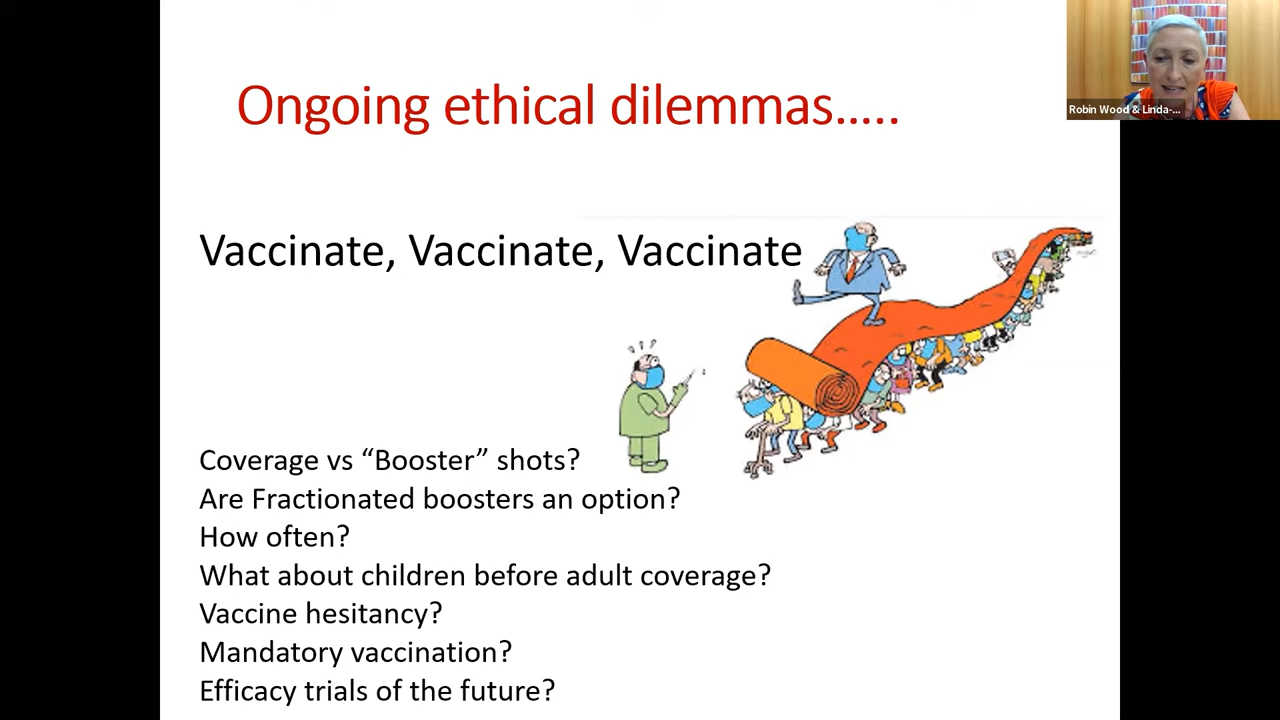 Ongoing ethical dilemmas.....
Robin Wood & Linda-...
Vaccinate, Vaccinate, Vaccinate
Coverage vs “Booster” shots?
Are Fractionated boosters an option?
How often?
What about children before adult coverage?
Vaccine hesitancy?
Mandatory vaccination?
Efficacy trials of the future?